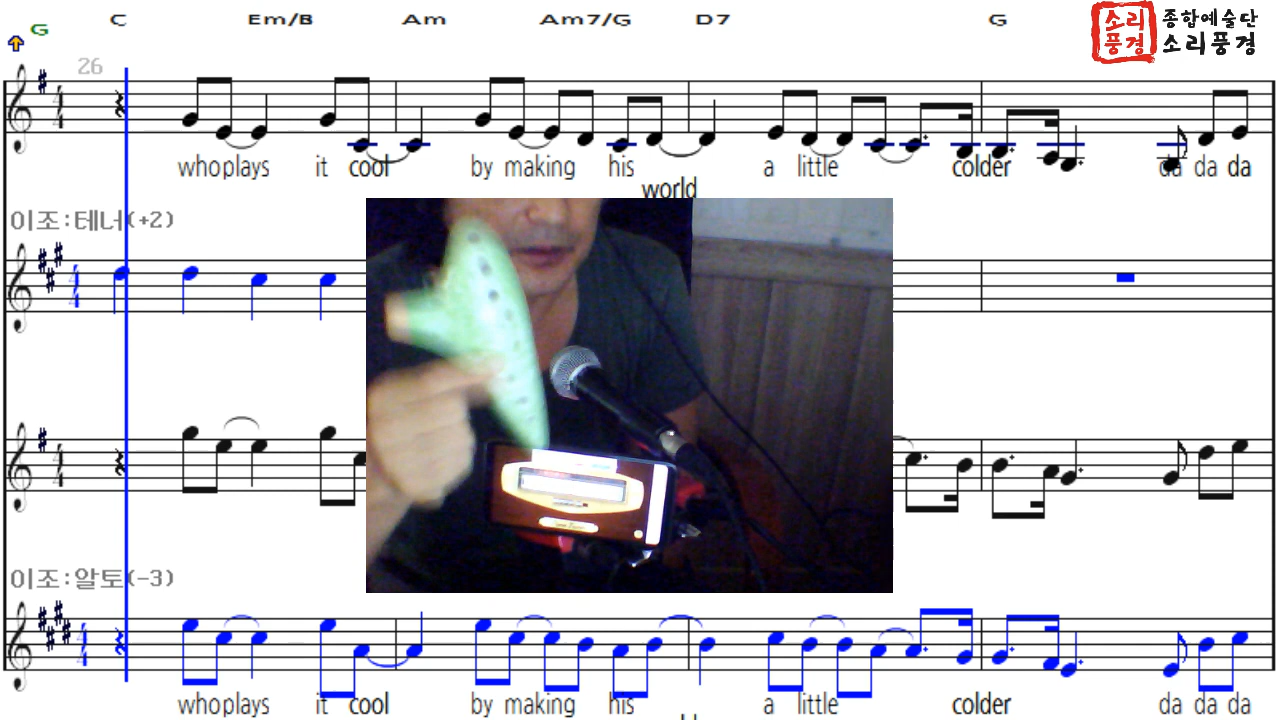 G C Em/B Am Am7/G D7 G
소리
풍경
종합예술단
소리풍경
26
who plays it cool by making his world a little colder da da da
이조:테너(+2)
이조:알토(-3)
who plays it cool by making his a little colder da da da